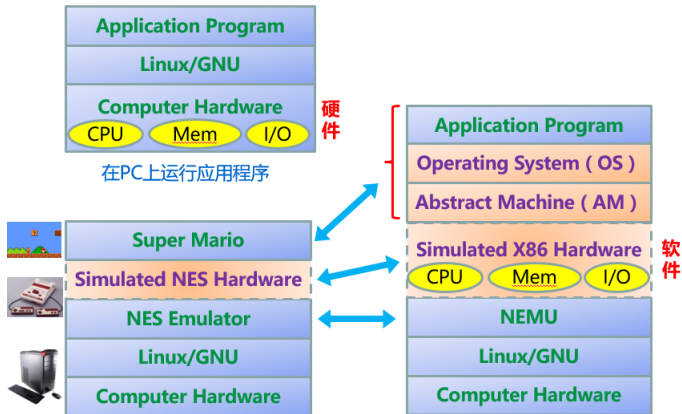 Application Program
Linux/GNU
Computer Hardware
CPU Mem I/O
硬件
在PC上运行应用程序
Super Mario
Simulated NES Hardware
NES Emulator
Linux/GNU
Computer Hardware
Application Program
Operating System（OS）
Abstract Machine（AM）
Simulated X86 Hardware
CPU Mem I/O
软件
NEMU
Linux/GNU
Computer Hardware